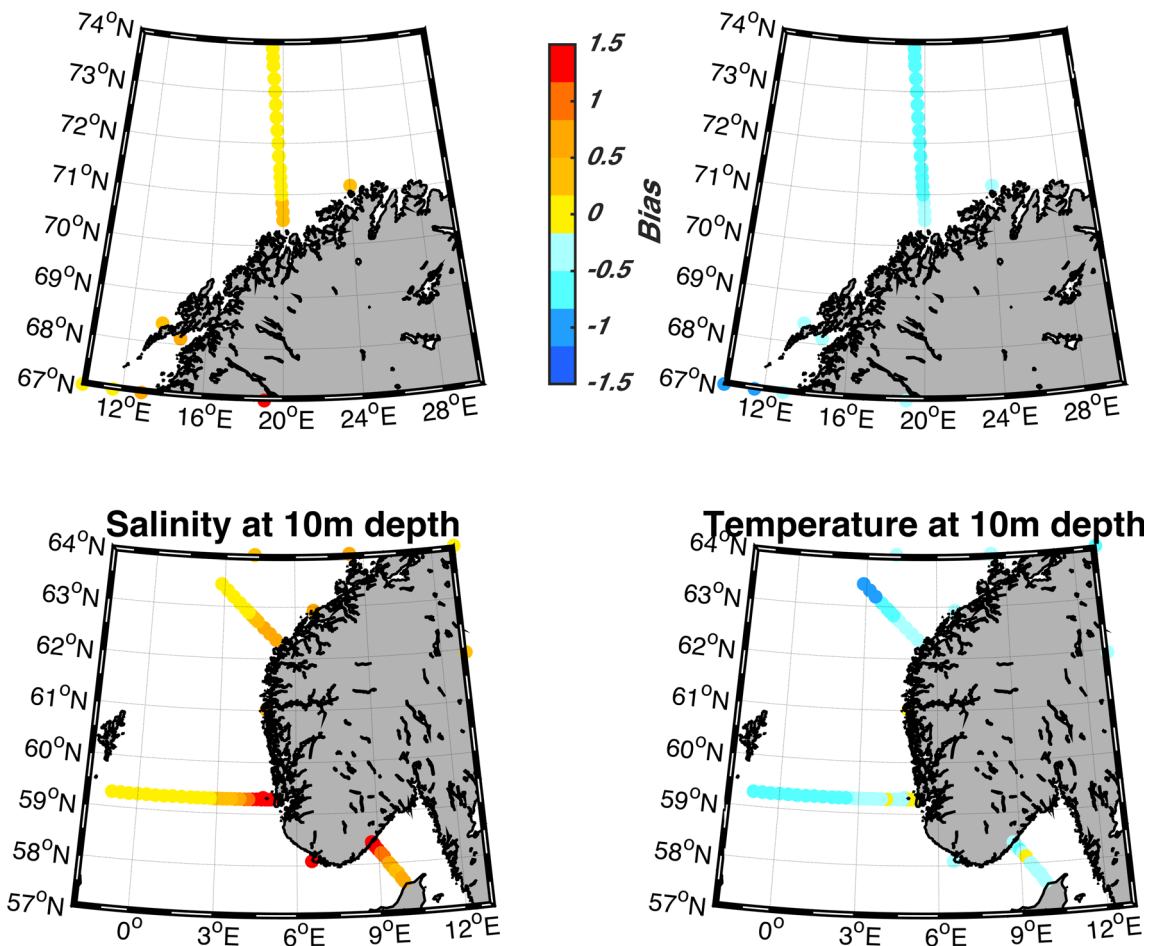 74°N
73°N
72°N
71°N
70°N
69°N
68°N
67°N
12°E 16°E 20°E 24°E 28°E
1.5
1
0.5
0
-0.5
-1
-1.5
Bias
74°N
73°N
72°N
71°N
70°N
69°N
68°N
67°N
12°E 16°E 20°E 24°E 28°E
Salinity at 10m depth
64°N
63°N
62°N
61°N
60°N
59°N
58°N
57°N
0° 3°E 6°E 9°E 12°E
Temperature at 10m depth
64°N
63°N
62°N
61°N
60°N
59°N
58°N
57°N
0° 3°E 6°E 9°E 12°E